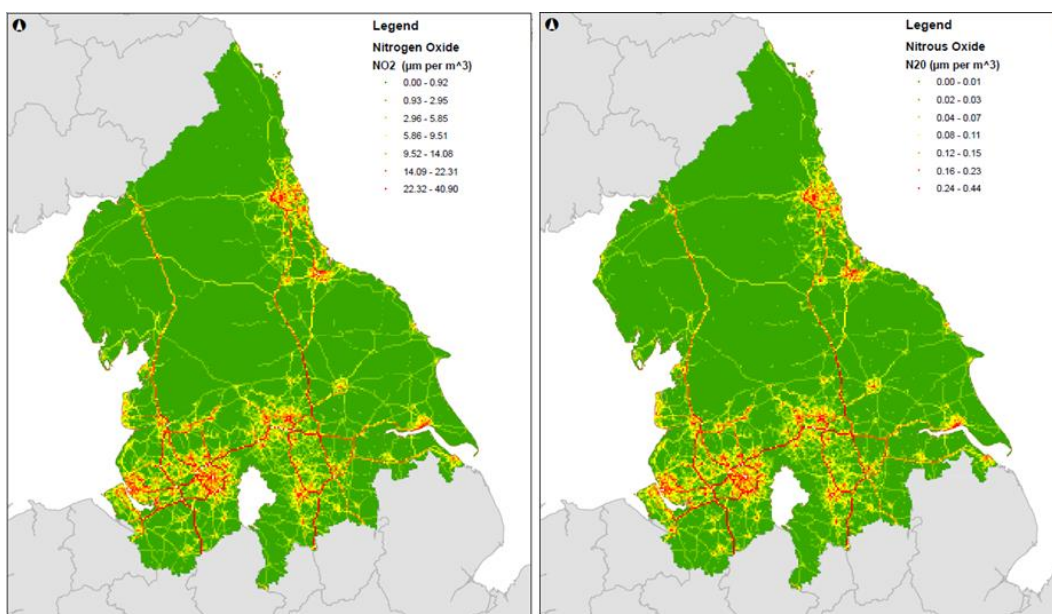 Legend
Nitrogen Oxide
NO2 (µm per m^3)
0.00 - 0.92
0.93 - 2.95
2.96 - 5.85
5.86 - 9.51
9.52 - 14.08
14.09 - 22.31
22.32 - 40.90
Legend
Nitrous Oxide
N20 (µm per m^3)
0.00 - 0.01
0.02 - 0.03
0.04 - 0.07
0.08 - 0.11
0.12 - 0.15
0.16 - 0.23
0.24 - 0.44